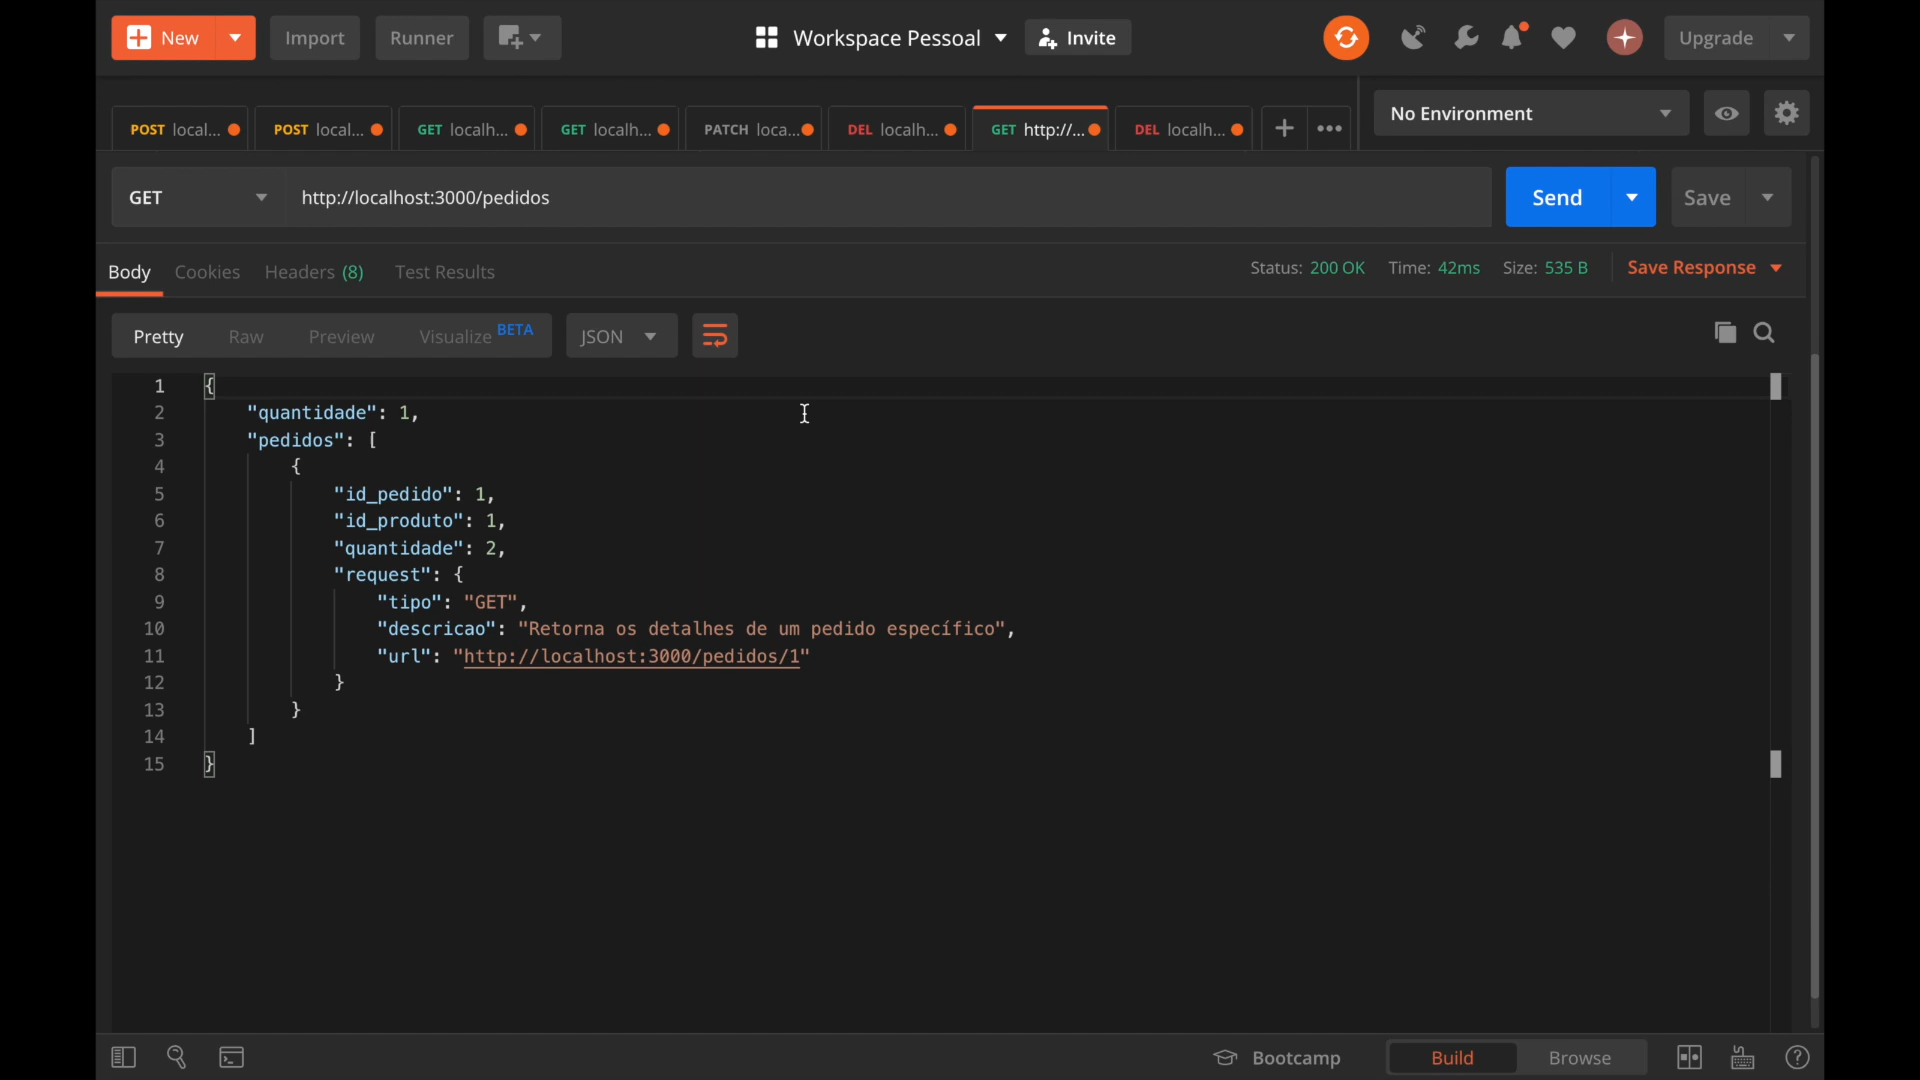 New Import Runner Workspace Pessoal Invite Upgrade
POST local... POST local... GET localh... GET localh... PATCH loca... DEL localh... GET http://... DEL localh... No Environment
GET http://localhost:3000/pedidos Send Save
Body Cookies Headers (8) Test Results Status: 200 OK Time: 42ms Size: 535 B Save Response
Pretty Raw Preview Visualize BETA JSON
1 {
2 "quantidade": 1,
3 "pedidos": [
4 {
5 "id_pedido": 1,
6 "id_produto": 1,
7 "quantidade": 2,
8 "request": {
9 "tipo": "GET",
10 "descricao": "Retorna os detalhes de um pedido específico",
11 "url": "http://localhost:3000/pedidos/1"
12 }
13 }
14 ]
15 }
Bootcamp Build Browse